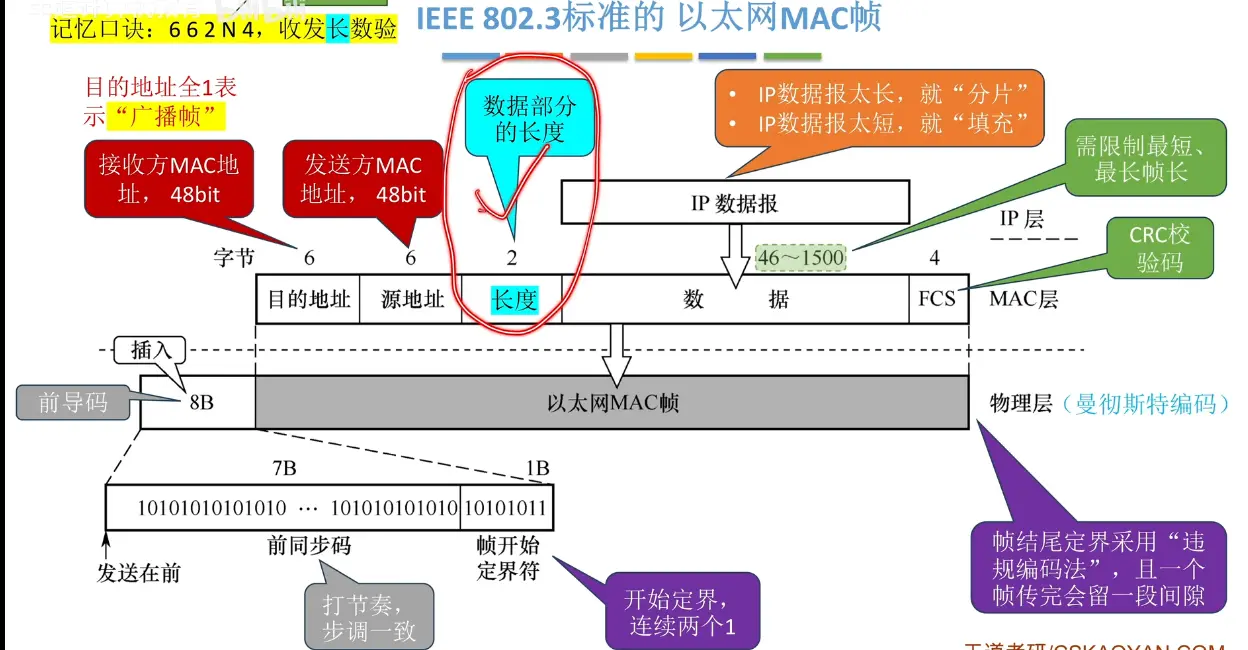 记忆口诀：6 6 2 N 4，收发长数验
IEEE 802.3标准的 以太网MAC帧
目的地址全1表
示“广播帧”
接收方MAC地
址， 48bit
发送方MAC
地址，48bit
数据部分
的长度
• IP数据报太长，就“分片”
• IP数据报太短，就“填充”
需限制最短、
最长帧长
IP 数据报
IP 层
CRC校
验码
字节 6 6 2 46～1500 4
目的地址 源地址 长度 数 据 FCS MAC层
插入
前导码
8B
以太网MAC帧
物理层（曼彻斯特编码）
7B 1B
10101010101010 … 101010101010 10101011
前同步码
帧开始
定界符
发送在前
打节奏，
步调一致
开始定界，
连续两个1
帧结尾定界采用“违
规编码法”，且一个
帧传完会留一段间隙
王道考研/CSKAOYAN.COM